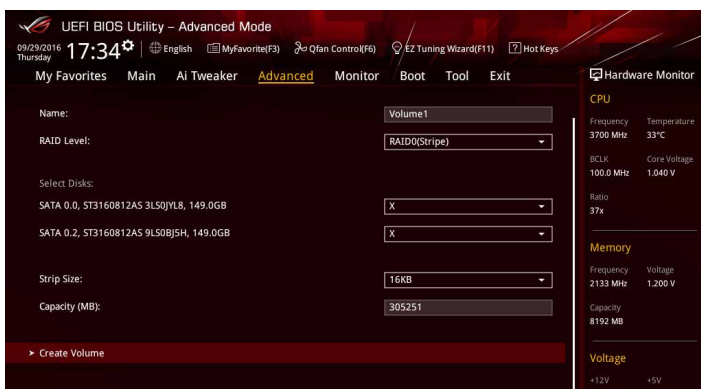 UEFI BIOS Utility – Advanced Mode
09/29/2016 Thursday 17:34 English MyFavorite(F3) Qfan Control(F6) EZ Tuning Wizard(F11) ? Hot Keys
My Favorites Main Ai Tweaker Advanced Monitor Boot Tool Exit
Name: Volume1
RAID Level: RAID0(Stripe)
Select Disks:
SATA 0.0, ST3160812AS 3LS0JYL8, 149.0GB X
SATA 0.2, ST3160812AS 9LS0BJ5H, 149.0GB X
Strip Size: 16KB
Capacity (MB): 305251
> Create Volume
Hardware Monitor
CPU
Frequency Temperature
3700 MHz 33°C
BCLK Core Voltage
100.0 MHz 1.040 V
Ratio
37x
Memory
Frequency Voltage
2133 MHz 1.200 V
Capacity
8192 MB
Voltage
+12V +5V